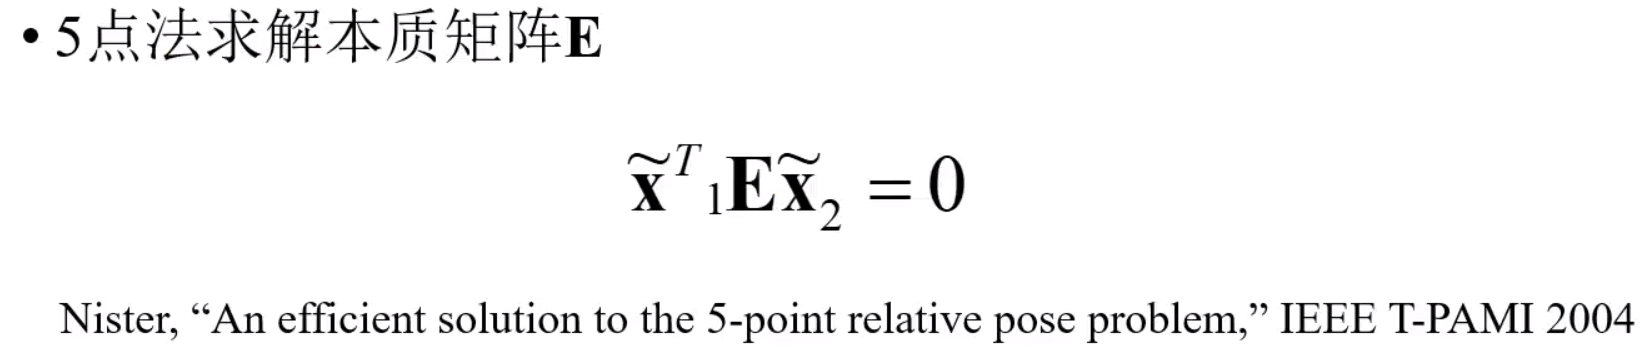 • 5点法求解本质矩阵E
x̃ᵀ₁Ex̃₂ = 0
Nister, “An efficient solution to the 5-point relative pose problem,” IEEE T-PAMI 2004